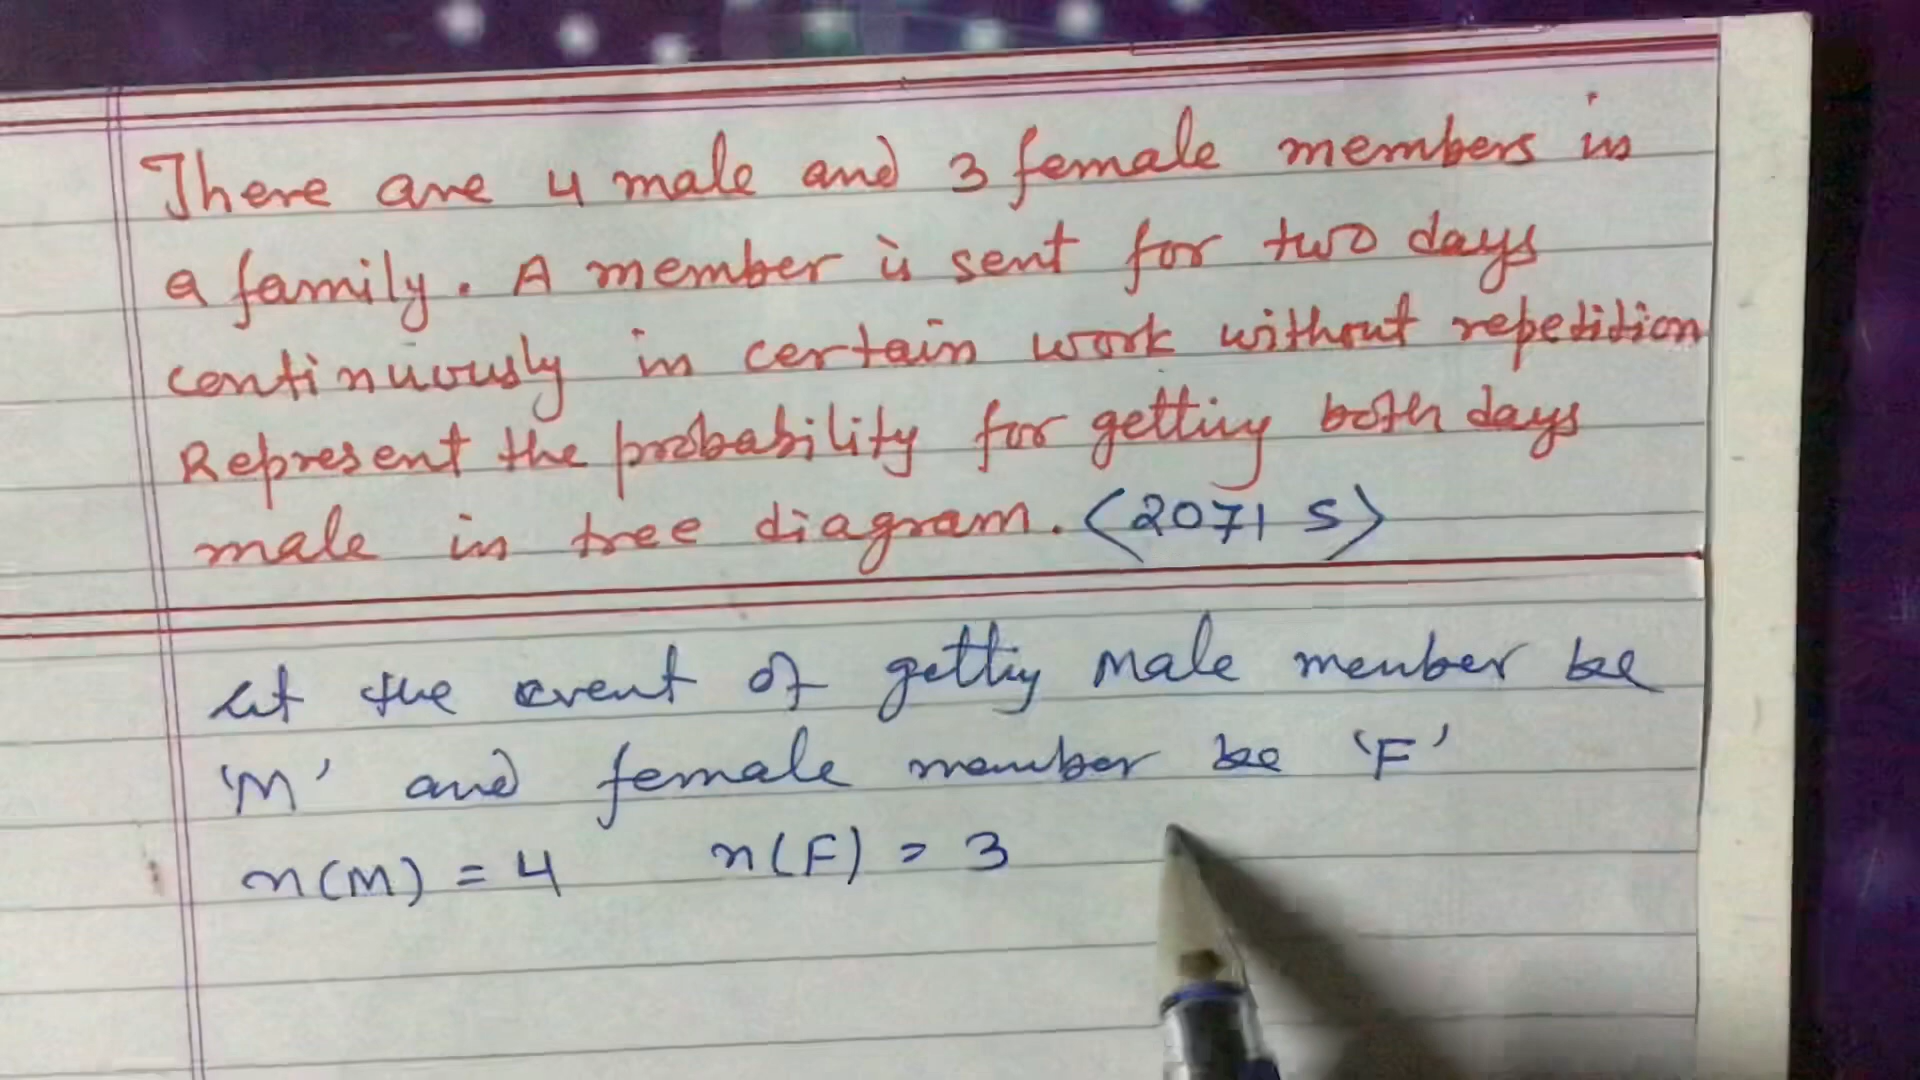 There are 4 male and 3 female members in
a family. A member is sent for two days
continuously in certain work without repetition
Represent the probability for getting both days
male in tree diagram. <2071 S>
Let the event of getting Male member be
'M' and female member be 'F'
n(M) = 4 n(F) = 3